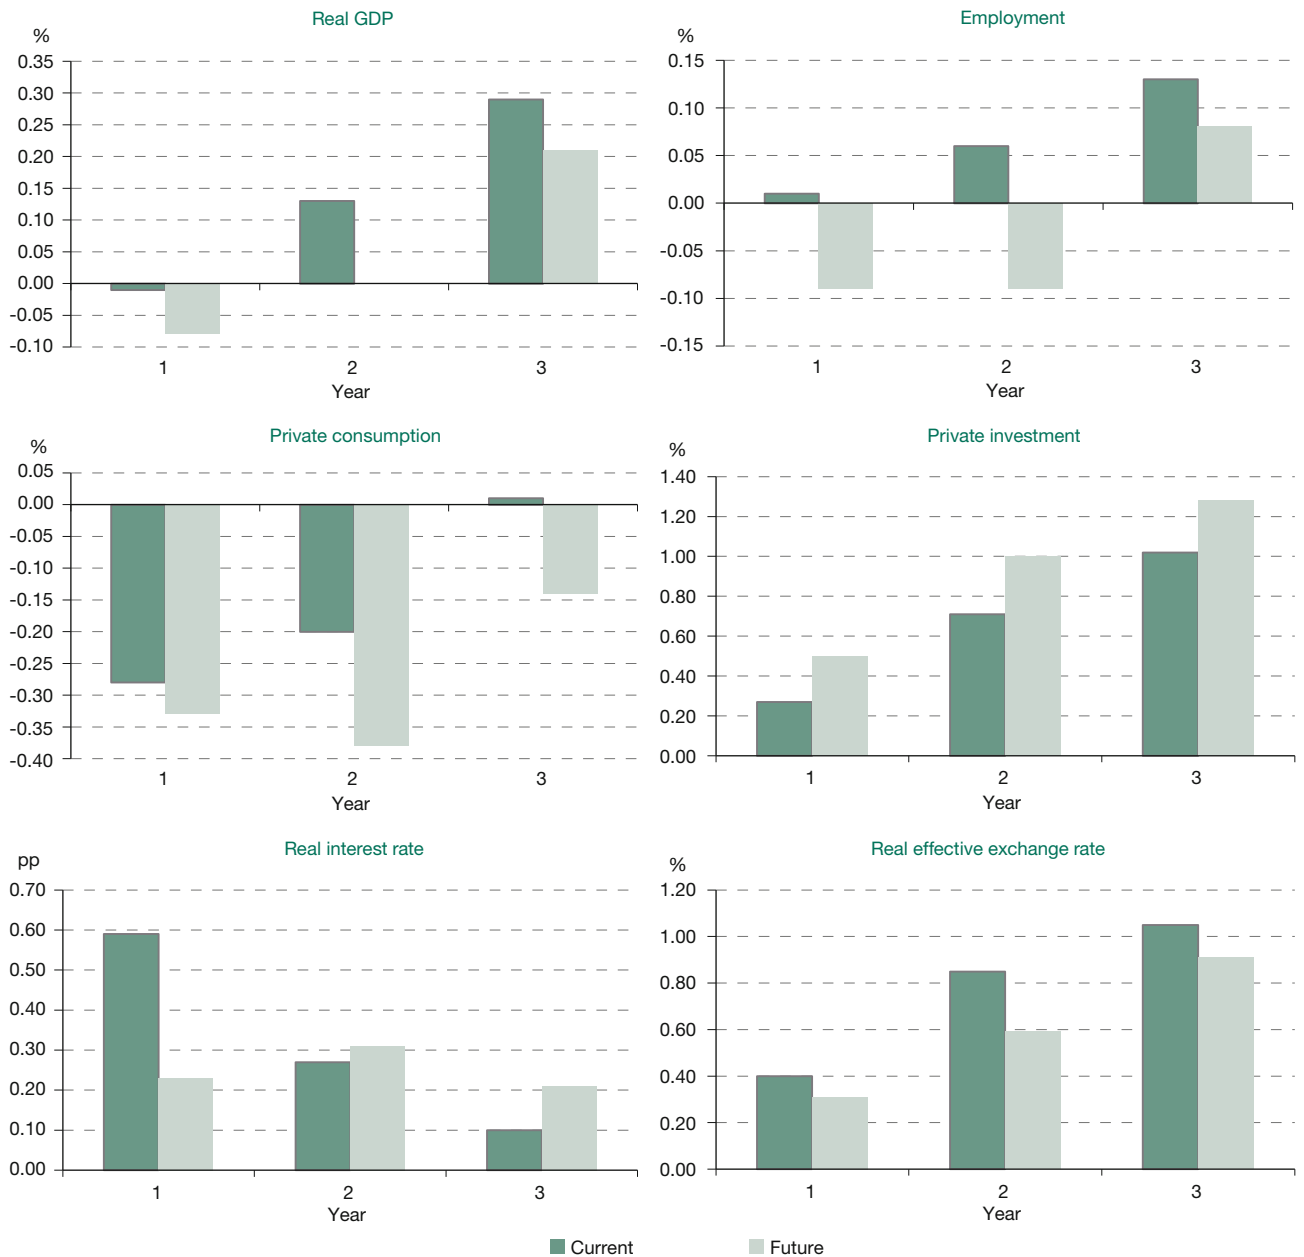 Real GDP
%
0.35
0.30
0.25
0.20
0.15
0.10
0.05
0.00
-0.05
-0.10
1 2 3
Year
Employment
%
0.15
0.10
0.05
0.00
-0.05
-0.10
-0.15
1 2 3
Year
Private consumption
%
0.05
0.00
-0.05
-0.10
-0.15
-0.20
-0.25
-0.30
-0.35
-0.40
1 2 3
Year
Private investment
%
1.40
1.20
1.00
0.80
0.60
0.40
0.20
0.00
1 2 3
Year
Real interest rate
pp
0.70
0.60
0.50
0.40
0.30
0.20
0.10
0.00
1 2 3
Year
Real effective exchange rate
%
1.20
1.00
0.80
0.60
0.40
0.20
0.00
1 2 3
Year
Current Future